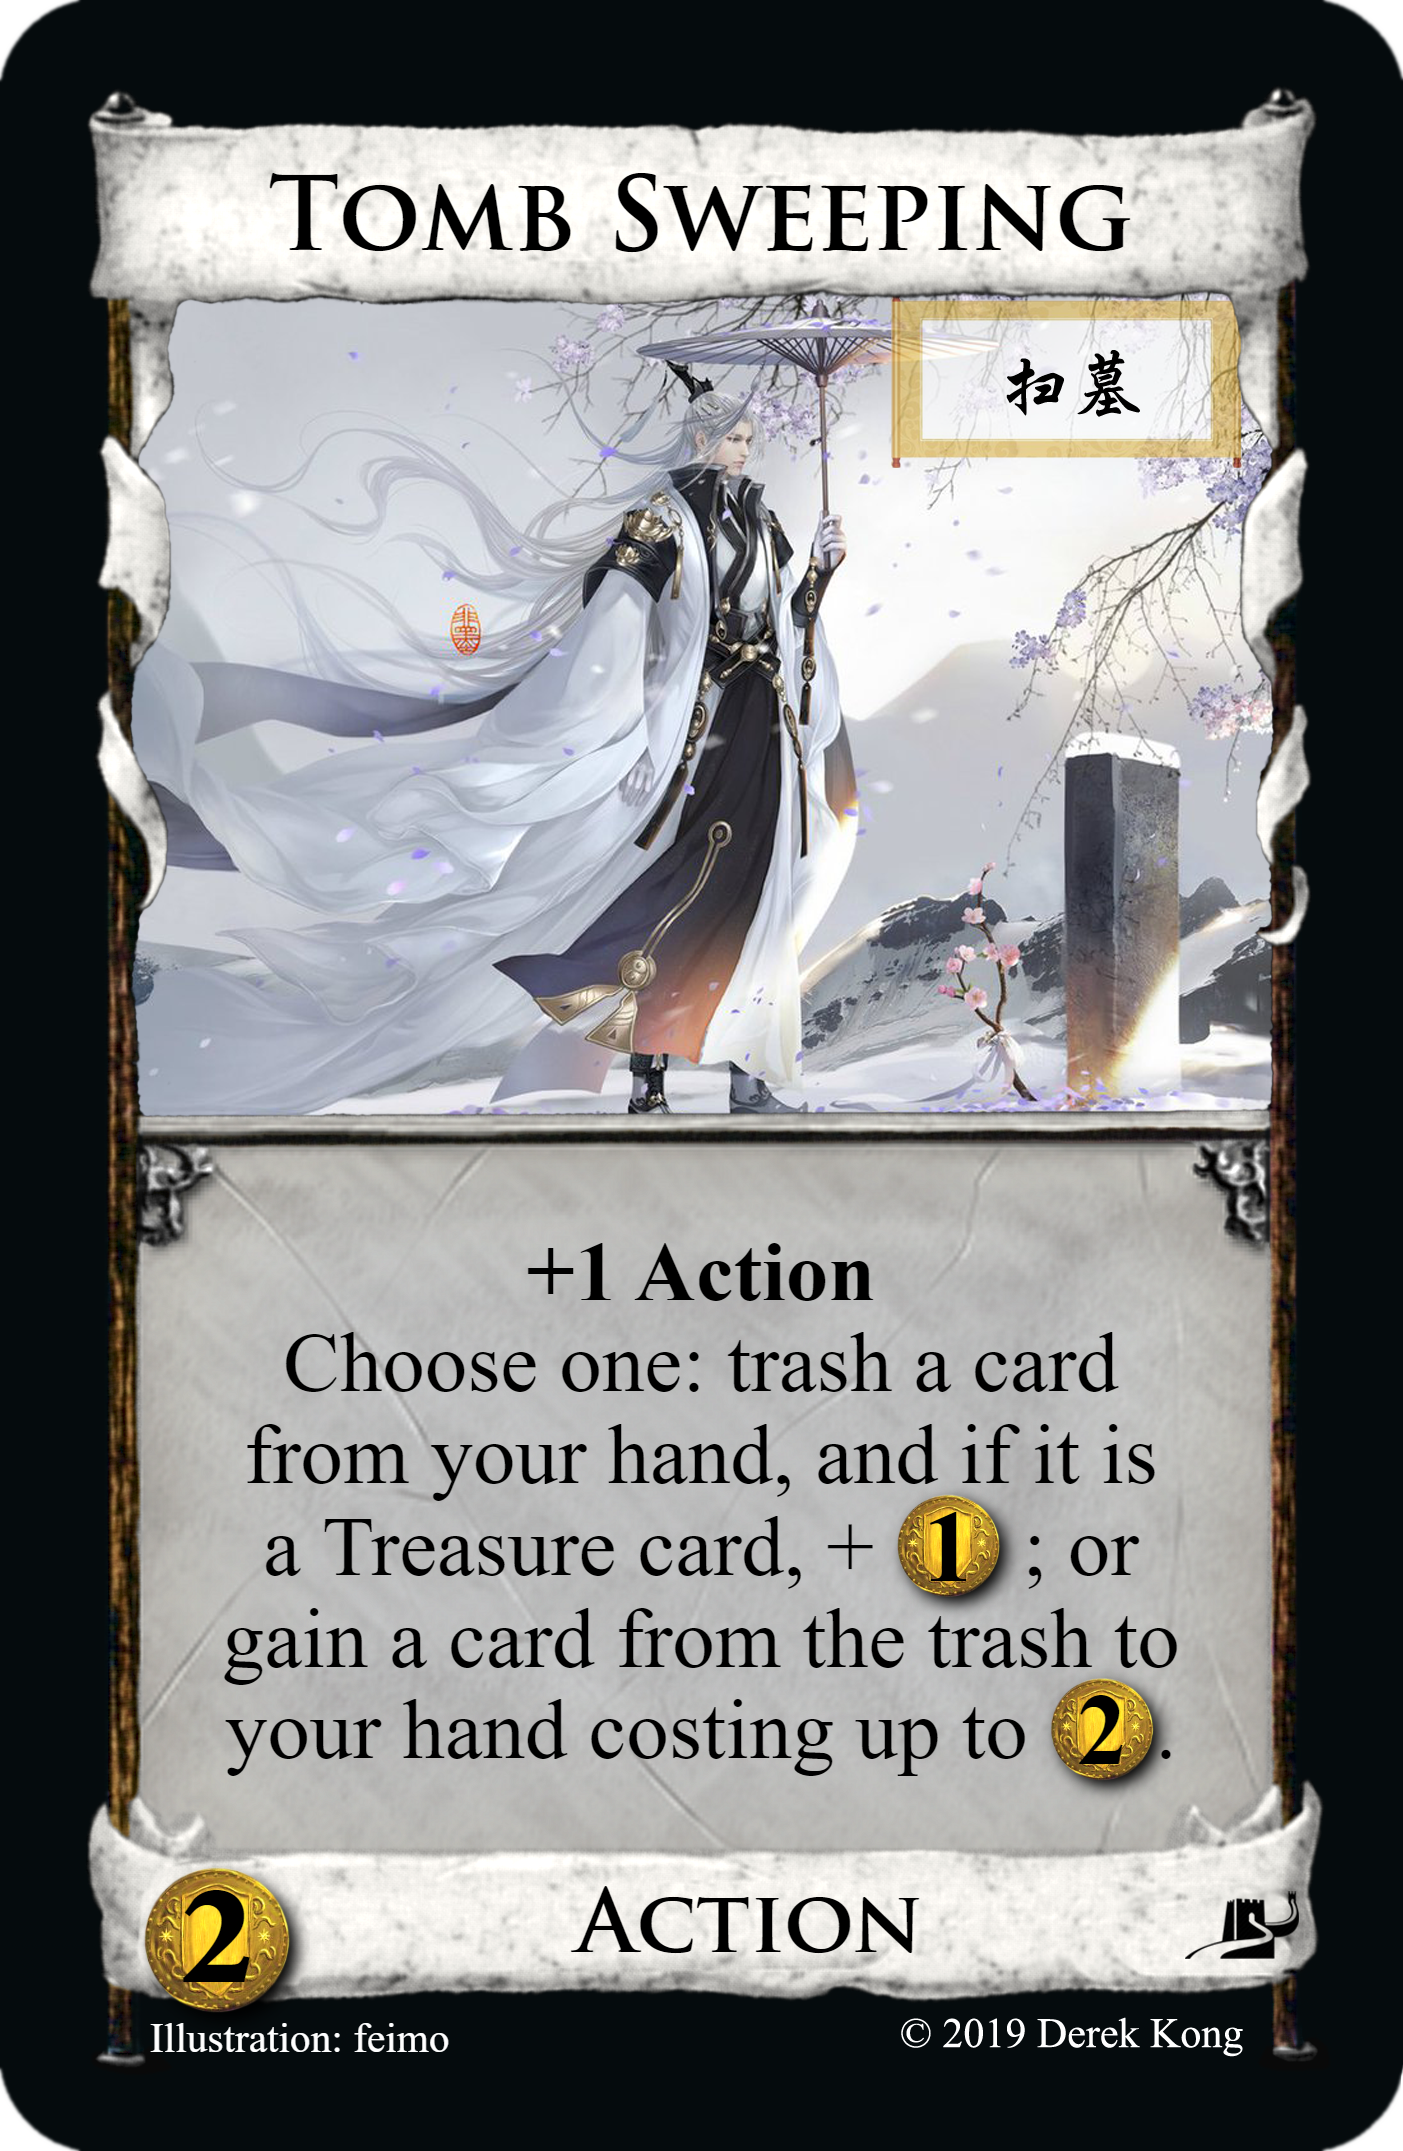 Tomb Sweeping
扫墓
+1 Action
Choose one: trash a card
from your hand, and if it is
a Treasure card, + 1 ; or
gain a card from the trash to
your hand costing up to 2.
2
Action
Illustration: feimo
© 2019 Derek Kong